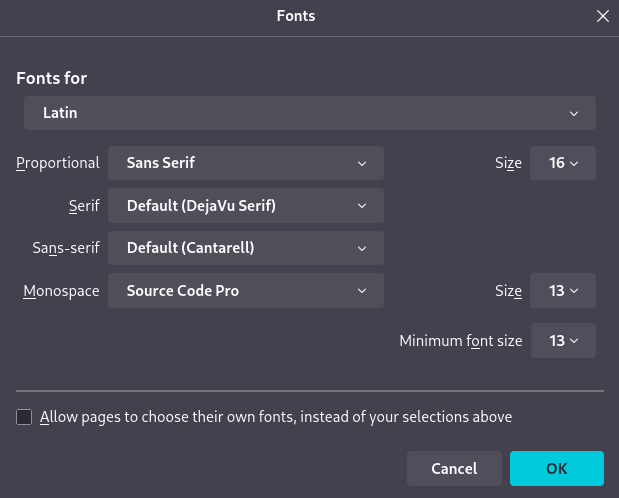 Fonts
Fonts for
Latin
Proportional Sans Serif Size 16
Serif Default (DejaVu Serif)
Sans-serif Default (Cantarell)
Monospace Source Code Pro Size 13
Minimum font size 13
Allow pages to choose their own fonts, instead of your selections above
Cancel OK